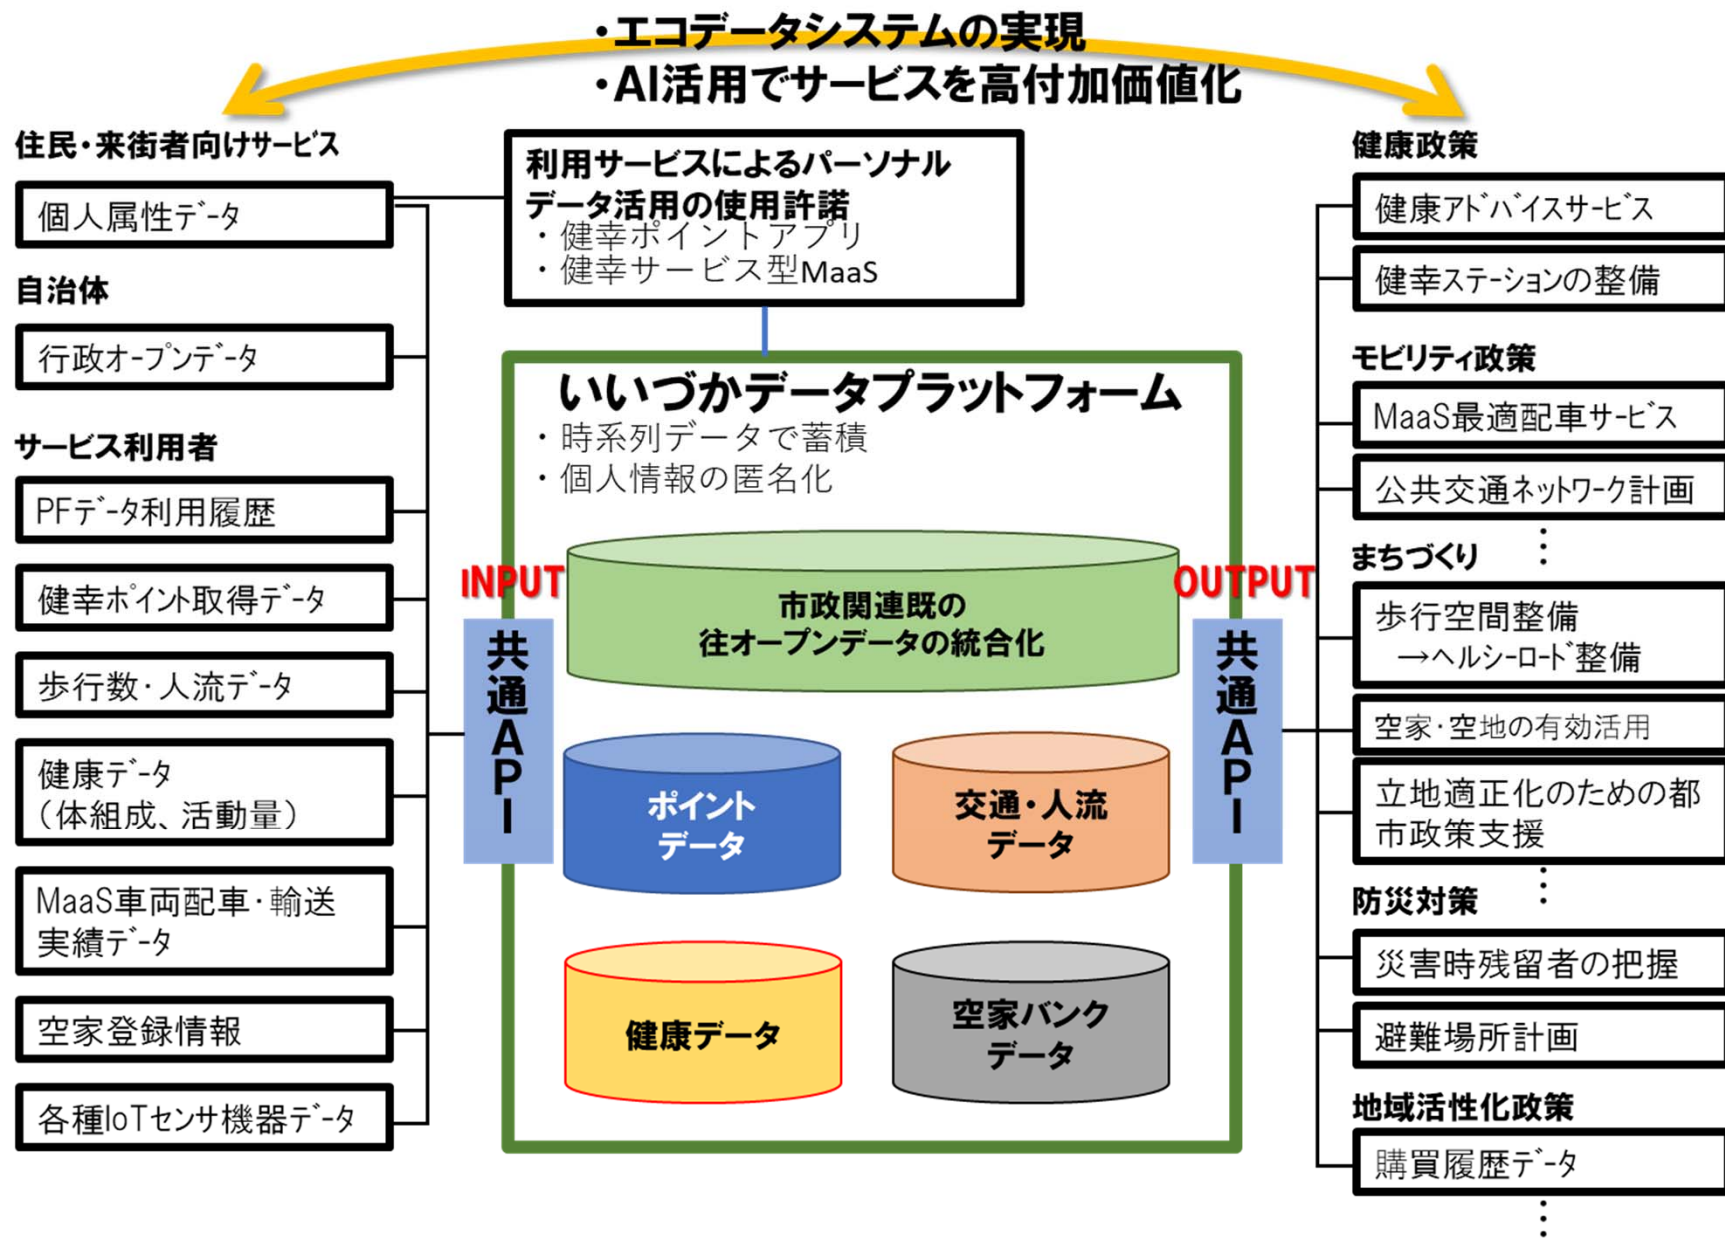 ・エコデータシステムの実現
・AI活用でサービスを高付加価値化
住民・来街者向けサービス
個人属性データ
自治体
行政オープンデータ
サービス利用者
PFデータ利用履歴
健幸ポイント取得データ
歩行数・人流データ
健康データ
（体組成、活動量）
MaaS車両配車・輸送
実績データ
空家登録情報
各種IoTセンサ機器データ
利用サービスによるパーソナル
データ活用の使用許諾
・健幸ポイントアプリ
・健幸サービス型MaaS
いいづかデータプラットフォーム
・時系列データで蓄積
・個人情報の匿名化
INPUT
共通API
市政関連既の
往オープンデータの統合化
ポイント
データ
交通・人流
データ
健康データ
空家バンク
データ
OUTPUT
共通API
健康政策
健康アドバイスサービス
健幸ステーションの整備
モビリティ政策
MaaS最適配車サービス
公共交通ネットワーク計画
まちづくり
歩行空間整備
→ヘルシーロード整備
空家・空地の有効活用
立地適正化のための都
市政策支援
防災対策
災害時残留者の把握
避難場所計画
地域活性化政策
購買履歴データ